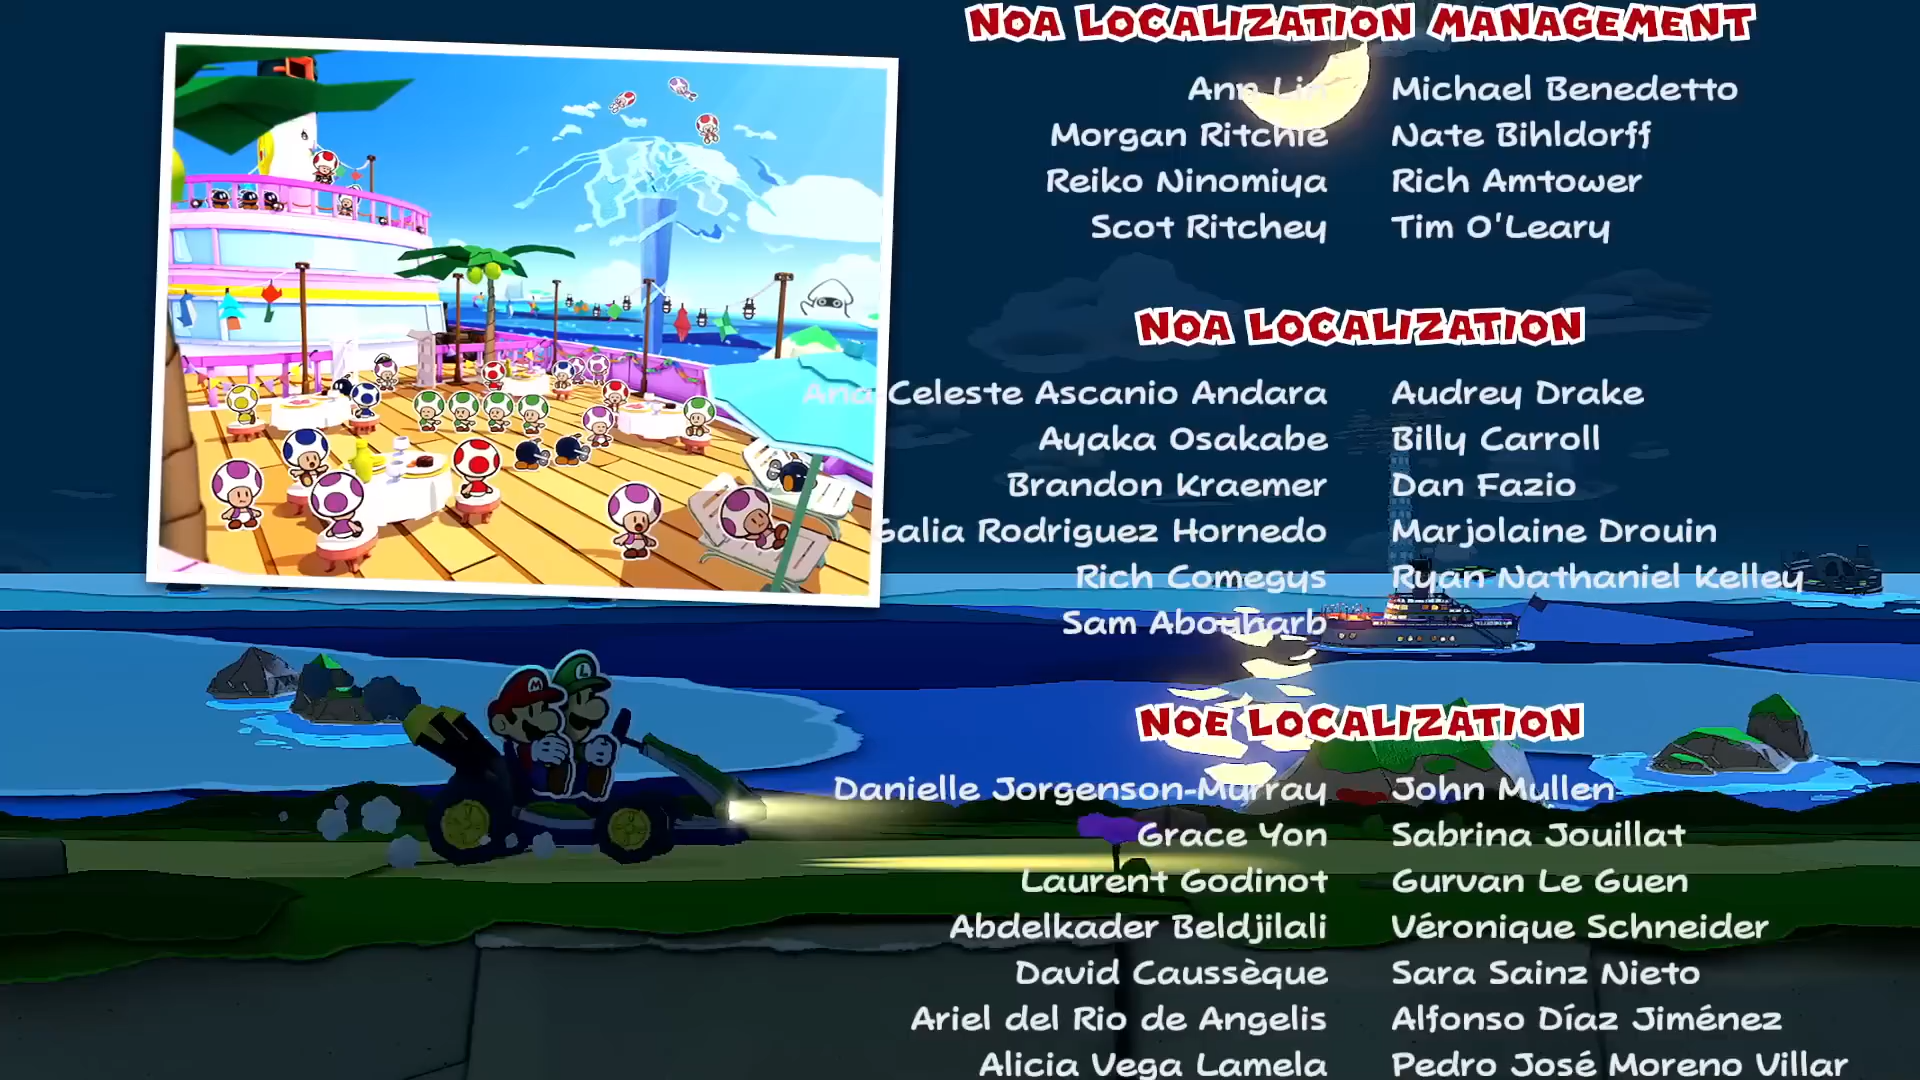 NOA LOCALIZATION MANAGEMENT
Ann Lin Michael Benedetto
Morgan Ritchie Nate Bihldorff
Reiko Ninomiya Rich Amtower
Scot Ritchey Tim O'Leary
NOA LOCALIZATION
Ana Celeste Ascanio Andara Audrey Drake
Ayaka Osakabe Billy Carroll
Brandon Kraemer Dan Fazio
Galia Rodriguez Hornedo Marjolaine Drouin
Rich Comegys Ryan Nathaniel Kelley
Sam Abouharb
NOE LOCALIZATION
Danielle Jorgenson-Murray John Mullen
Grace Yon Sabrina Jouillat
Laurent Godinot Gurvan Le Guen
Abdelkader Beldjilali Véronique Schneider
David Caussèque Sara Sainz Nieto
Ariel del Rio de Angelis Alfonso Díaz Jiménez
Alicia Vega Lamela Pedro José Moreno Villar